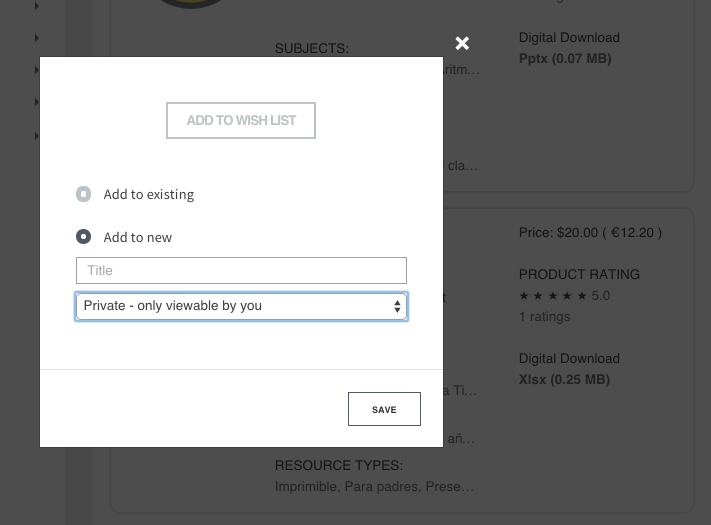 SUBJECTS:
Aritm...
Digital Download
Pptx (0.07 MB)
cla...
ADD TO WISH LIST
Add to existing
Add to new
Title
Private - only viewable by you
SAVE
Price: $20.00 ( €12.20 )
PRODUCT RATING
★ ★ ★ ★ ★ 5.0
1 ratings
Digital Download
Xlsx (0.25 MB)
a Ti...
añ...
RESOURCE TYPES:
Imprimible, Para padres, Prese...